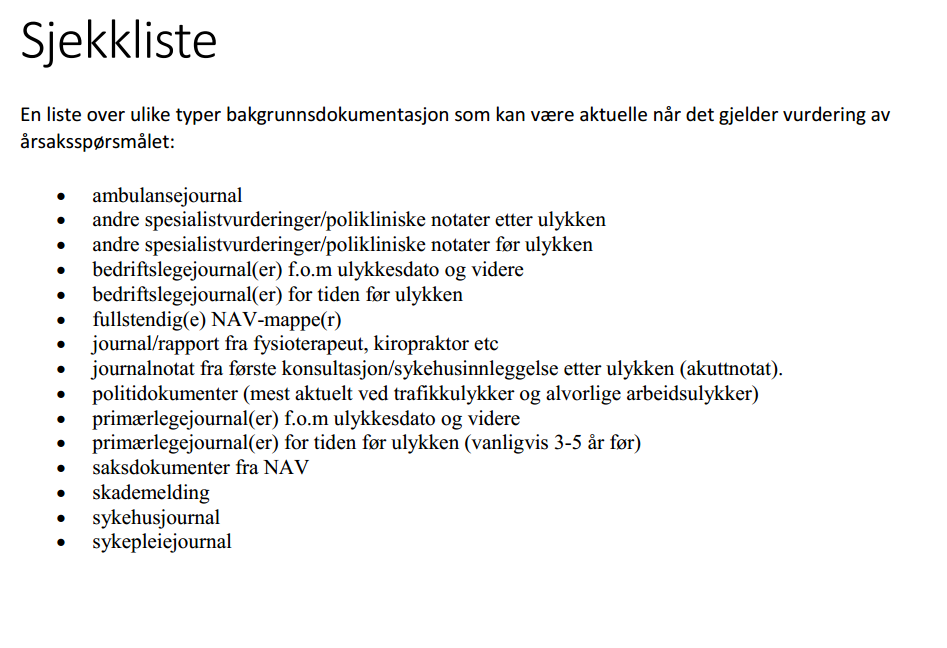 Sjekkliste
En liste over ulike typer bakgrunnsdokumentasjon som kan være aktuelle når det gjelder vurdering av
årsaksspørsmålet:
• ambulansejournal
• andre spesialistvurderinger/polikliniske notater etter ulykken
• andre spesialistvurderinger/polikliniske notater før ulykken
• bedriftslegejournal(er) f.o.m ulykkesdato og videre
• bedriftslegejournal(er) for tiden før ulykken
• fullstendig(e) NAV-mappe(r)
• journal/rapport fra fysioterapeut, kiropraktor etc
• journalnotat fra første konsultasjon/sykehusinnleggelse etter ulykken (akuttnotat).
• politidokumenter (mest aktuelt ved trafikkulykker og alvorlige arbeidsulykker)
• primærlegejournal(er) f.o.m ulykkesdato og videre
• primærlegejournal(er) for tiden før ulykken (vanligvis 3-5 år før)
• saksdokumenter fra NAV
• skademelding
• sykehusjournal
• sykepleiejournal